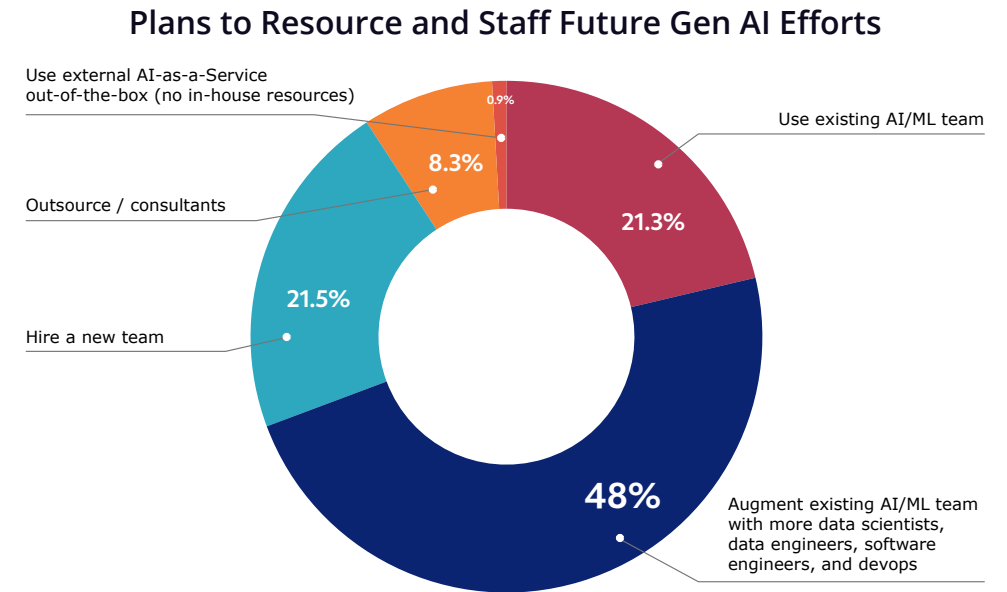 Plans to Resource and Staff Future Gen AI Efforts
Use external AI-as-a-Service
out-of-the-box (no in-house resources)
0.9%
Use existing AI/ML team
8.3%
Outsource / consultants
21.3%
21.5%
Hire a new team
48%
Augment existing AI/ML team
with more data scientists,
data engineers, software
engineers, and devops